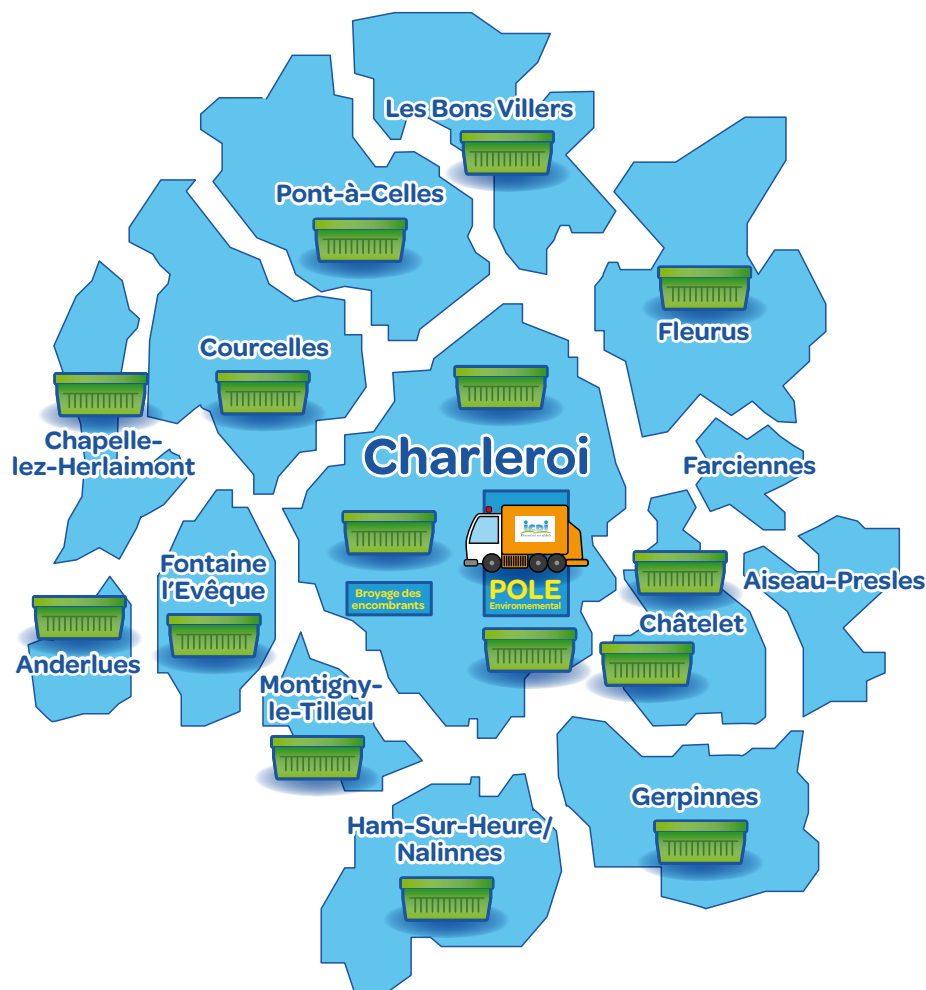 Les Bons Villers
Pont-à-Celles
Fleurus
Courcelles
Chapelle-
lez-Herlaimont
Charleroi
Farciennes
icdi
Fontaine
l'Evêque
Broyage des
encombrants
POLE
Environnemental
Aiseau-Presles
Châtelet
Anderlues
Montigny-
le-Tilleul
Gerpinnes
Ham-Sur-Heure/
Nalinnes